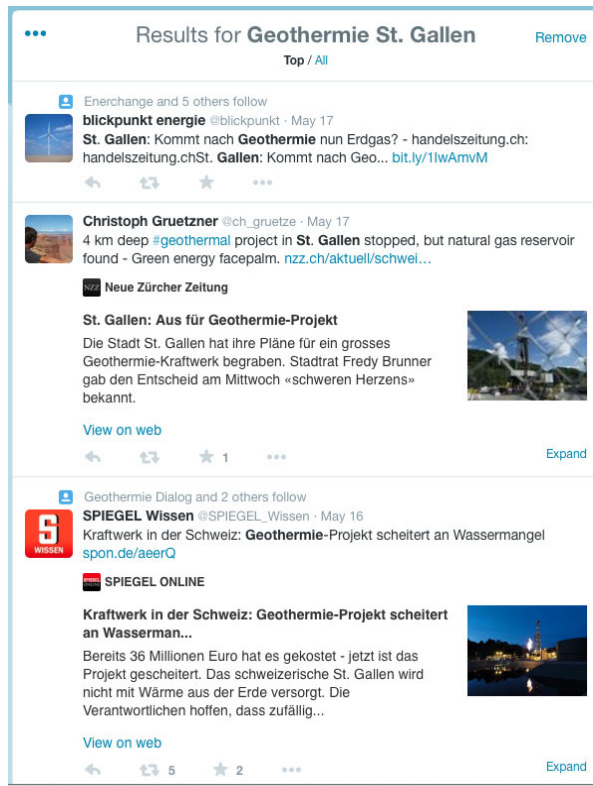 Results for Geothermie St. Gallen
Remove
Top / All
Enerchange and 5 others follow
blickpunkt energie @blickpunkt · May 17
St. Gallen: Kommt nach Geothermie nun Erdgas? - handelszeitung.ch:
handelszeitung.chSt. Gallen: Kommt nach Geo... bit.ly/1IwAmvM
Christoph Gruetzner @ch_gruetze · May 17
4 km deep #geothermal project in St. Gallen stopped, but natural gas reservoir
found - Green energy facepalm. nzz.ch/aktuell/schwei…
NZZ Neue Zürcher Zeitung
St. Gallen: Aus für Geothermie-Projekt
Die Stadt St. Gallen hat ihre Pläne für ein grosses
Geothermie-Kraftwerk begraben. Stadtrat Fredy Brunner
gab den Entscheid am Mittwoch «schweren Herzens»
bekannt.
View on web
1
Expand
Geothermie Dialog and 2 others follow
S WISSEN
SPIEGEL Wissen @SPIEGEL_Wissen · May 16
Kraftwerk in der Schweiz: Geothermie-Projekt scheitert an Wassermangel
spon.de/aeerQ
SPIEGEL ONLINE
SPIEGEL ONLINE
Kraftwerk in der Schweiz: Geothermie-Projekt scheitert
an Wasserman...
Bereits 36 Millionen Euro hat es gekostet - jetzt ist das
Projekt gescheitert. Das schweizerische St. Gallen wird
nicht mit Wärme aus der Erde versorgt. Die
Verantwortlichen hoffen, dass zufällig...
View on web
5
2
Expand